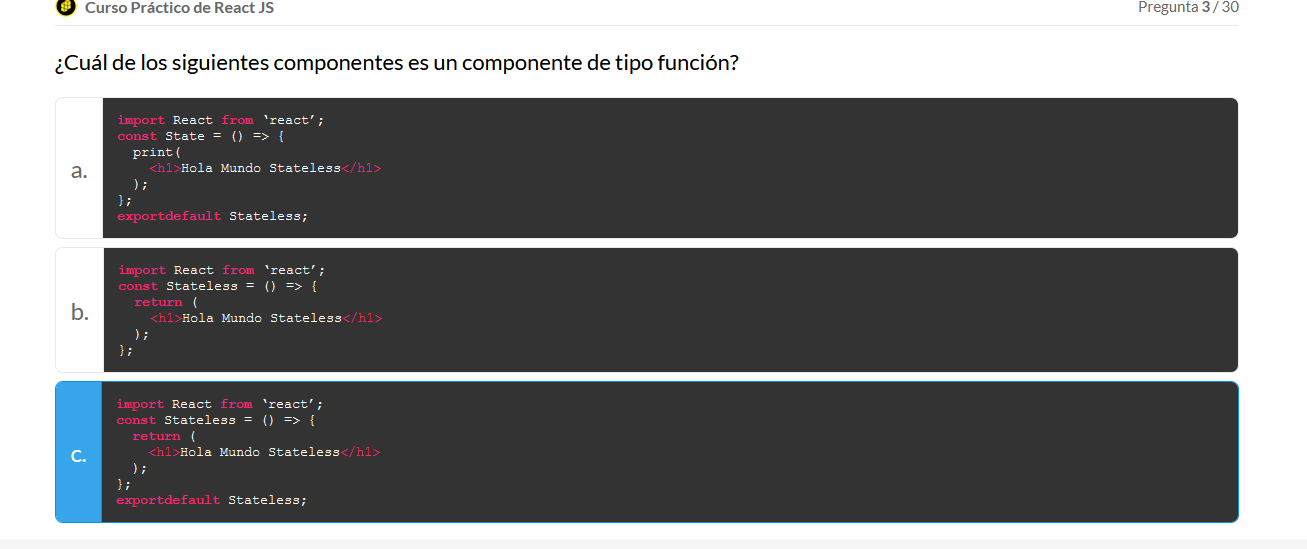 Curso Práctico de React JS
Pregunta 3 / 30
¿Cuál de los siguientes componentes es un componente de tipo función?
a.
import React from ‘react’;
const State = () => {
  print(
    <h1>Hola Mundo Stateless</h1>
  );
};
exportdefault Stateless;
b.
import React from ‘react’;
const Stateless = () => {
  return (
    <h1>Hola Mundo Stateless</h1>
  );
};
c.
import React from ‘react’;
const Stateless = () => {
  return (
    <h1>Hola Mundo Stateless</h1>
  );
};
exportdefault Stateless;